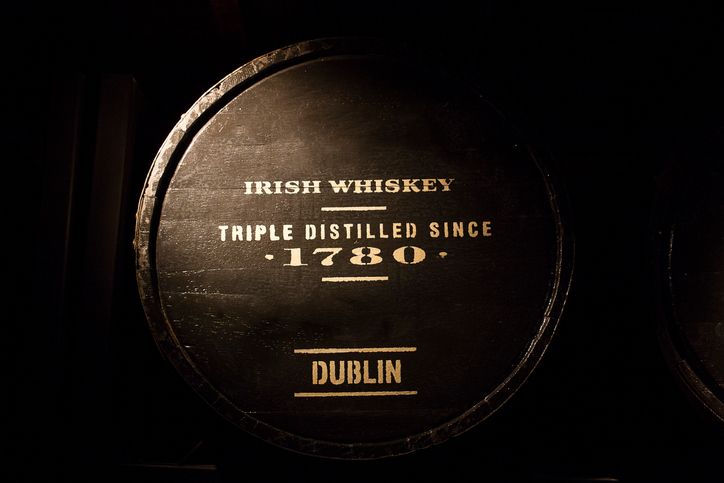 IRISH WHISKEY
TRIPLE DISTILLED SINCE
· 1780 ·
DUBLIN